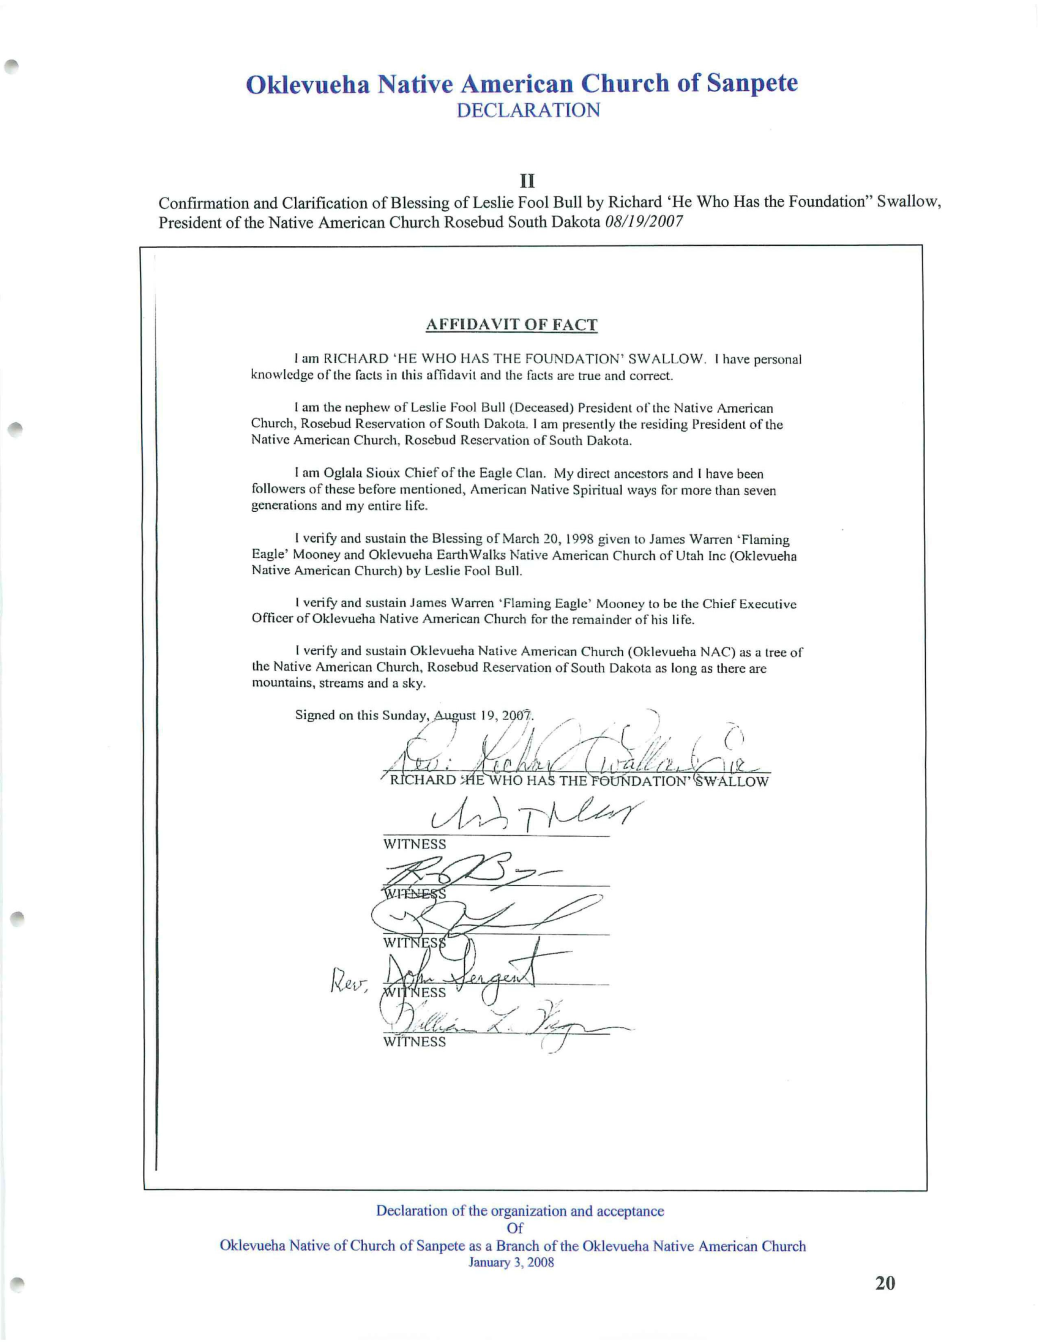 Oklevueha Native American Church of Sanpete
DECLARATION
II
Confirmation and Clarification of Blessing of Leslie Fool Bull by Richard ‘He Who Has the Foundation” Swallow,
President of the Native American Church Rosebud South Dakota 08/19/2007
AFFIDAVIT OF FACT
I am RICHARD ‘HE WHO HAS THE FOUNDATION’ SWALLOW. I have personal
knowledge of the facts in this affidavit and the facts are true and correct.
I am the nephew of Leslie Fool Bull (Deceased) President of the Native American
Church, Rosebud Reservation of South Dakota. I am presently the residing President of the
Native American Church, Rosebud Reservation of South Dakota.
I am Oglala Sioux Chief of the Eagle Clan. My direct ancestors and I have been
followers of these before mentioned, American Native Spiritual ways for more than seven
generations and my entire life.
I verify and sustain the Blessing of March 20, 1998 given to James Warren ‘Flaming
Eagle’ Mooney and Oklevueha EarthWalks Native American Church of Utah Inc (Oklevueha
Native American Church) by Leslie Fool Bull.
I verify and sustain James Warren ‘Flaming Eagle’ Mooney to be the Chief Executive
Officer of Oklevueha Native American Church for the remainder of his life.
I verify and sustain Oklevueha Native American Church (Oklevueha NAC) as a tree of
the Native American Church, Rosebud Reservation of South Dakota as long as there are
mountains, streams and a sky.
Signed on this Sunday, August 19, 2007.
Rev: Richard Swallow
RICHARD ‘HE WHO HAS THE FOUNDATION’ SWALLOW
WITNESS
WITNESS
WITNESS
Rev. John Sergent
WITNESS
William L.
WITNESS
Declaration of the organization and acceptance
Of
Oklevueha Native of Church of Sanpete as a Branch of the Oklevueha Native American Church
January 3, 2008
20